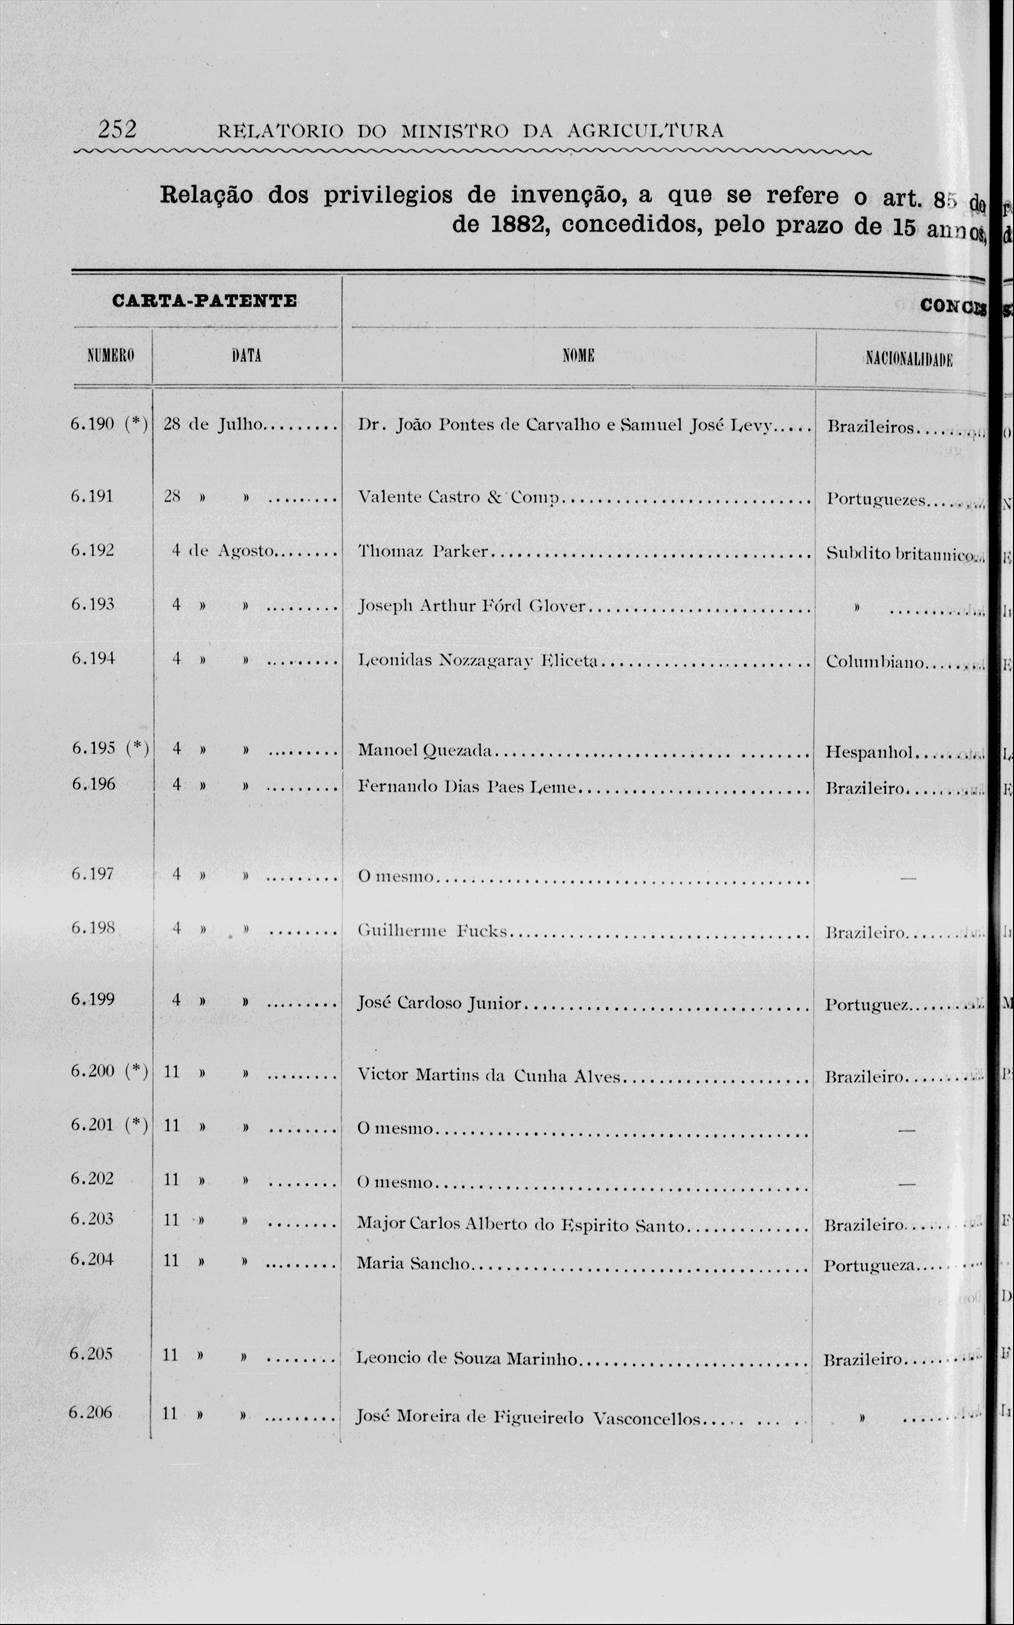 252 RELATORIO DO MINISTRO DA AGRICULTURA
Relação dos privilegios de invenção, a que se refere o art. 85 do
de 1882, concedidos, pelo prazo de 15 annos,
CARTA-PATENTE CONCES
NUMERO DATA NOME NACIONALIDADE
6.190 (*) 28 de Julho......... Dr. João Pontes de Carvalho e Samuel José Levy..... Brazileiros........
6.191 28 » » ......... Valente Castro & Comp............................ Portuguezes.......
6.192 4 de Agosto........ Thomaz Parker.................................... Subdito britannico..
6.193 4 » » ......... Joseph Arthur Fórd Glover......................... » ...........
6.194 4 » » ......... Leonidas Nozzagaray Eliceta........................ Columbiano.......
6.195 (*) 4 » » ......... Manoel Quezada................................... Hespanhol........
6.196 4 » » ......... Fernando Dias Paes Leme.......................... Brazileiro.........
6.197 4 » » ......... O mesmo.......................................... —
6.198 4 » » ........ Guilherme Fucks.................................. Brazileiro.........
6.199 4 » » ......... José Cardoso Junior................................ Portuguez.........
6.200 (*) 11 » » ......... Victor Martins da Cunha Alves..................... Brazileiro.........
6.201 (*) 11 » » ........ O mesmo.......................................... —
6.202 11 » » ........ O mesmo.......................................... —
6.203 11 » » ........ Major Carlos Alberto do Espirito Santo.............. Brazileiro.........
6.204 11 » » ......... Maria Sancho...................................... Portugueza........
6.205 11 » » ........ Leoncio de Souza Marinho.......................... Brazileiro.........
6.206 11 » » ......... José Moreira de Figueiredo Vasconcellos............ » .........